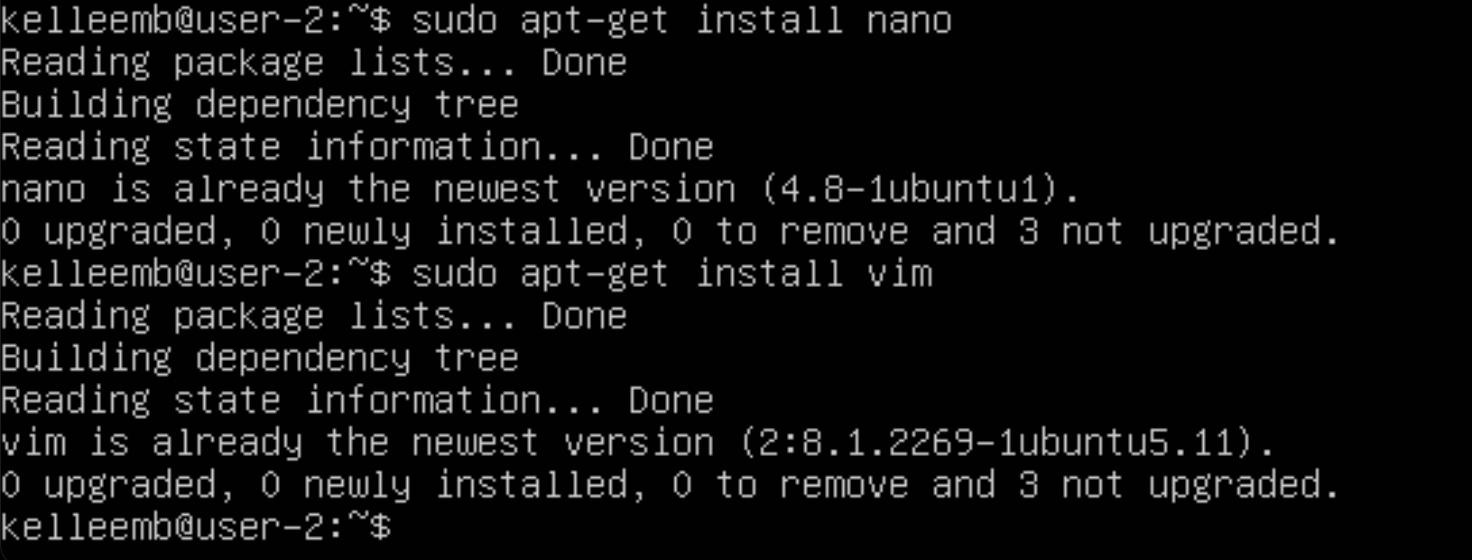 kelleemb@user-2:~$ sudo apt-get install nano
Reading package lists... Done
Building dependency tree
Reading state information... Done
nano is already the newest version (4.8-1ubuntu1).
0 upgraded, 0 newly installed, 0 to remove and 3 not upgraded.
kelleemb@user-2:~$ sudo apt-get install vim
Reading package lists... Done
Building dependency tree
Reading state information... Done
vim is already the newest version (2:8.1.2269-1ubuntu5.11).
0 upgraded, 0 newly installed, 0 to remove and 3 not upgraded.
kelleemb@user-2:~$